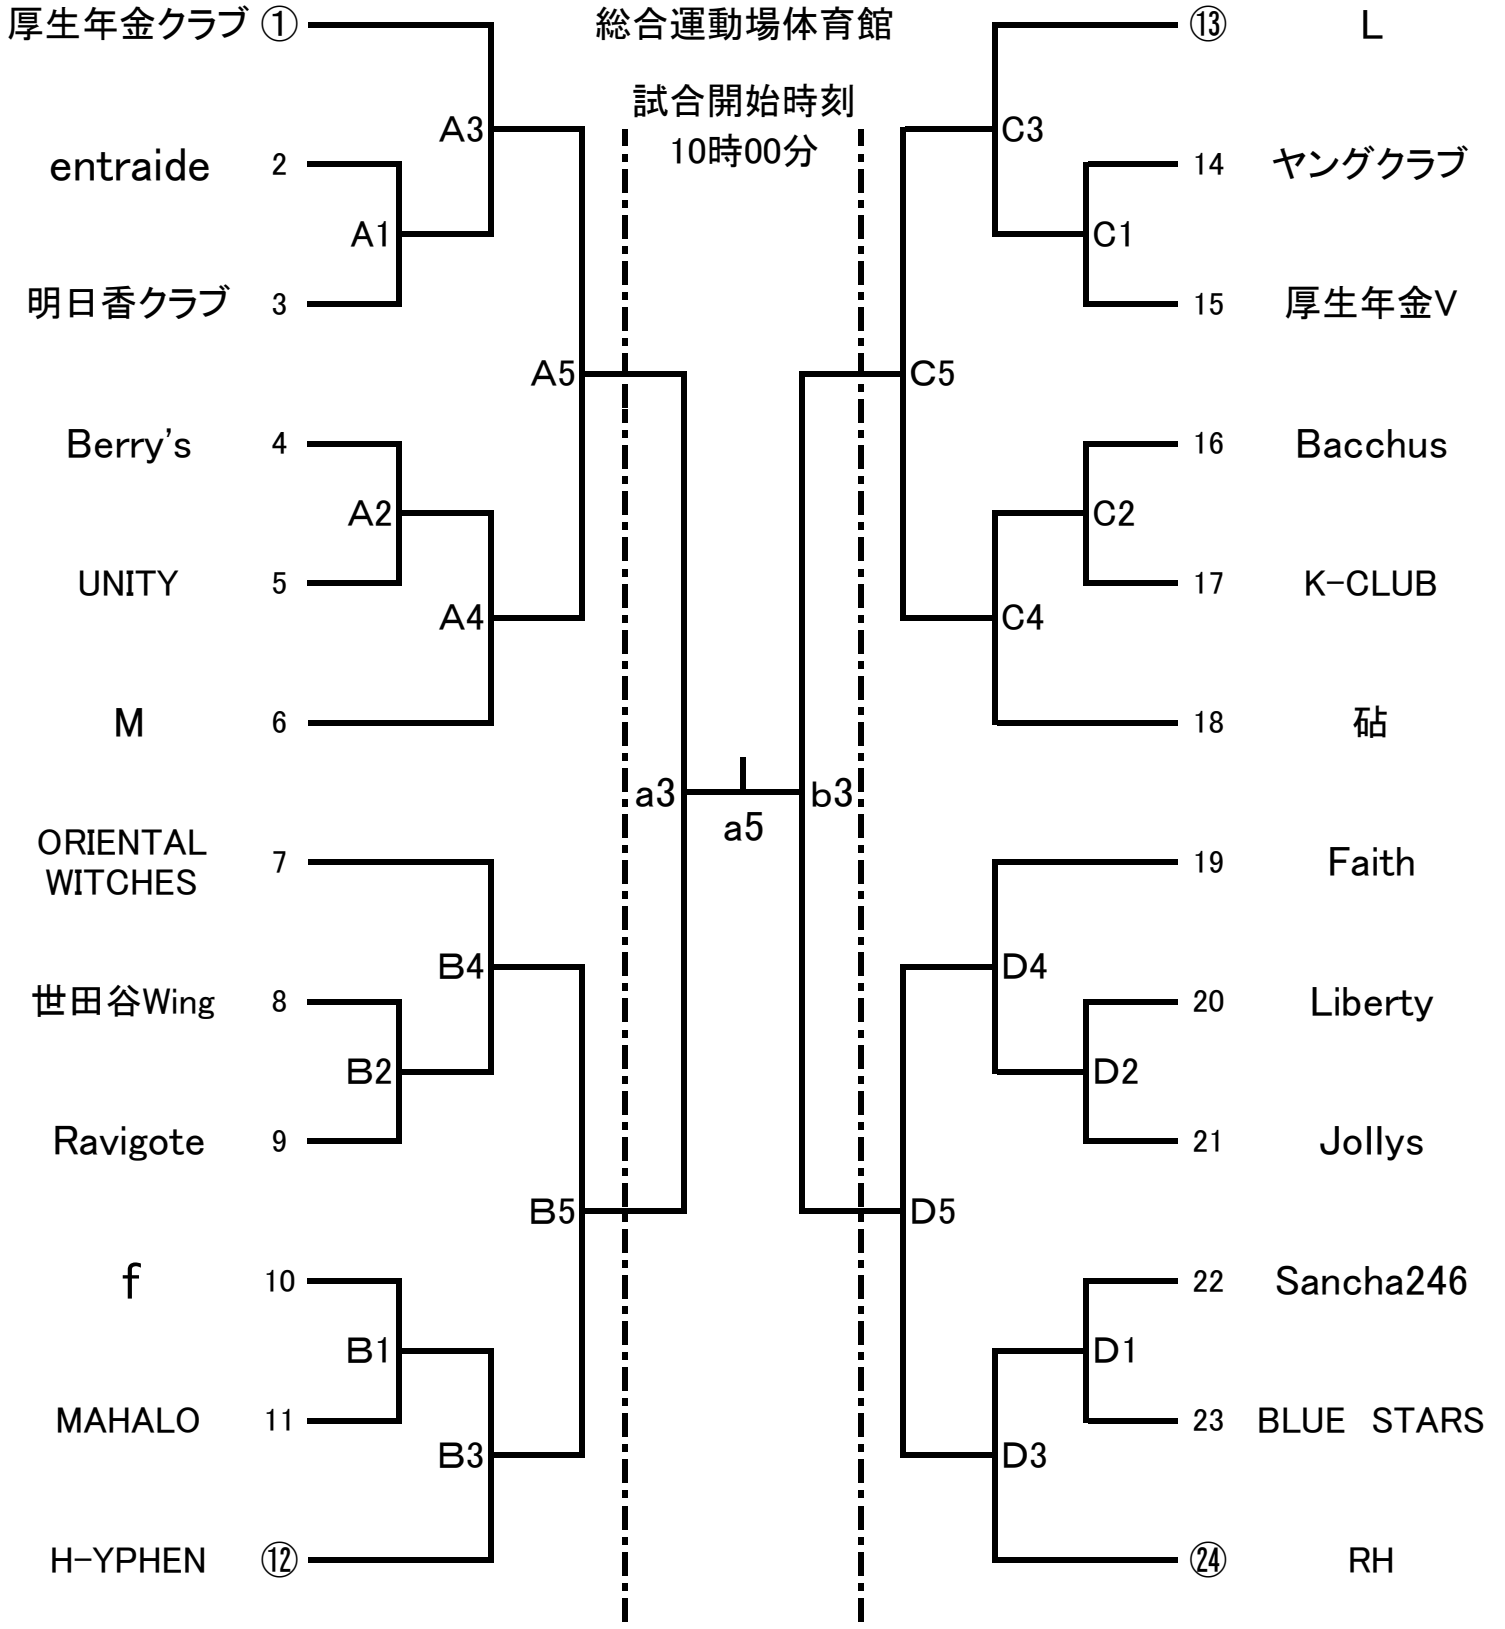 厚生年金クラブ ①
総合運動場体育館
⑬ L
試合開始時刻
10時00分
A3
C3
entraide 2
14 ヤングクラブ
A1
C1
明日香クラブ 3
15 厚生年金V
A5
C5
Berry's 4
16 Bacchus
A2
C2
UNITY 5
17 K-CLUB
A4
C4
M 6
18 砧
a3
b3
a5
ORIENTAL
WITCHES
7
19 Faith
B4
D4
世田谷Wing 8
20 Liberty
B2
D2
Ravigote 9
21 Jollys
B5
D5
f 10
22 Sancha246
B1
D1
MAHALO 11
23 BLUE STARS
B3
D3
H-YPHEN ⑫
㉔ RH